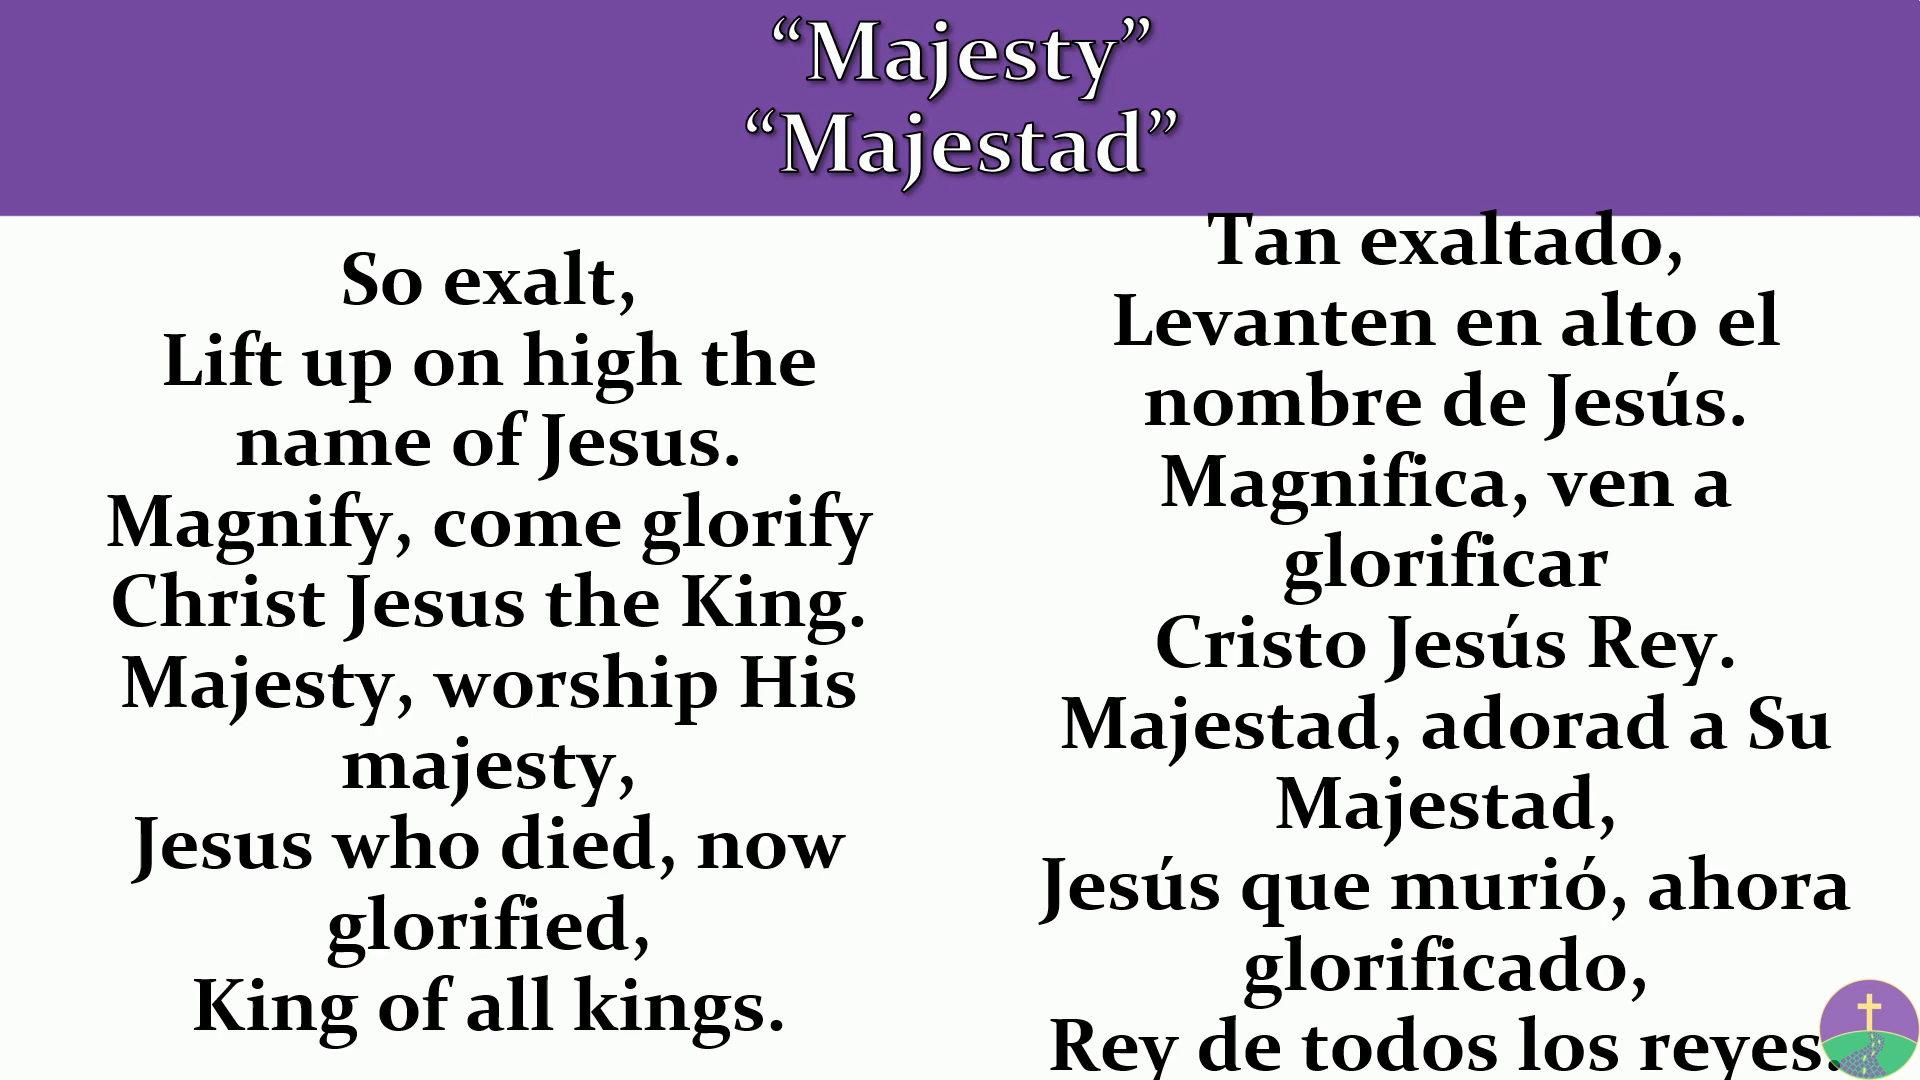 “Majesty”
“Majestad”
So exalt,
Lift up on high the
name of Jesus.
Magnify, come glorify
Christ Jesus the King.
Majesty, worship His
majesty,
Jesus who died, now
glorified,
King of all kings.
Tan exaltado,
Levanten en alto el
nombre de Jesús.
Magnifica, ven a
glorificar
Cristo Jesús Rey.
Majestad, adorad a Su
Majestad,
Jesús que murió, ahora
glorificado,
Rey de todos los reyes.